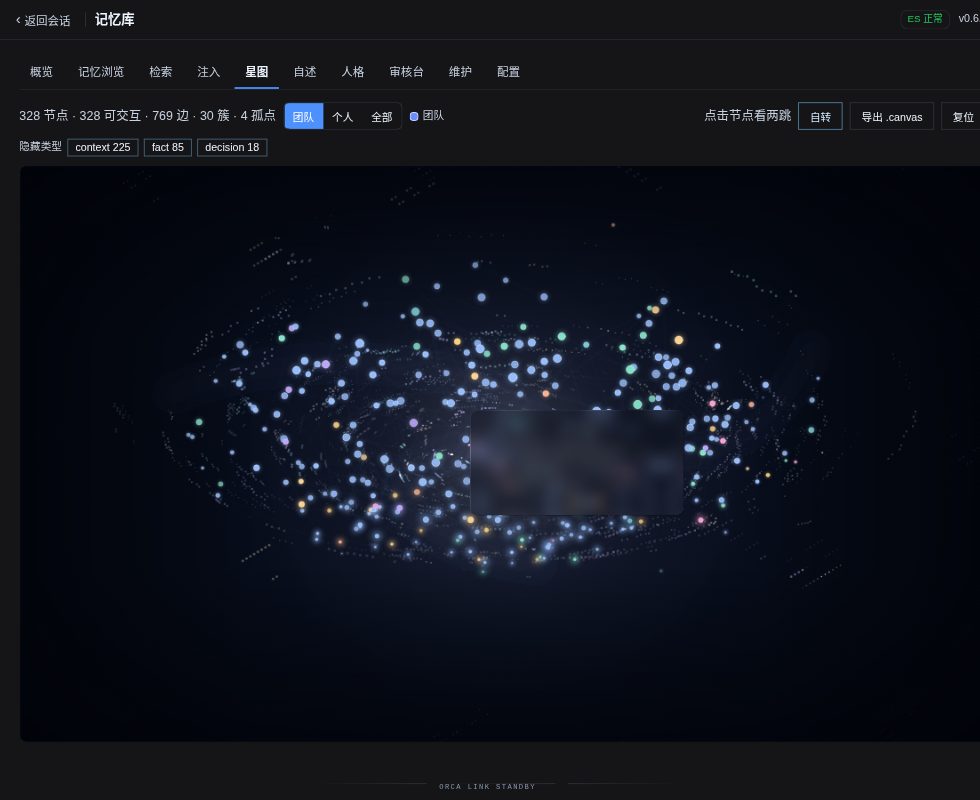 ‹ 返回会话 记忆库 ES 正常 v0.6.
概览 记忆浏览 检索 注入 星图 自述 人格 审核台 维护 配置
328 节点 · 328 可交互 · 769 边 · 30 簇 · 4 孤点 团队 个人 全部 团队 点击节点看两跳 自转 导出 .canvas 复位
隐藏类型 context 225 fact 85 decision 18
ORCA LINK STANDBY